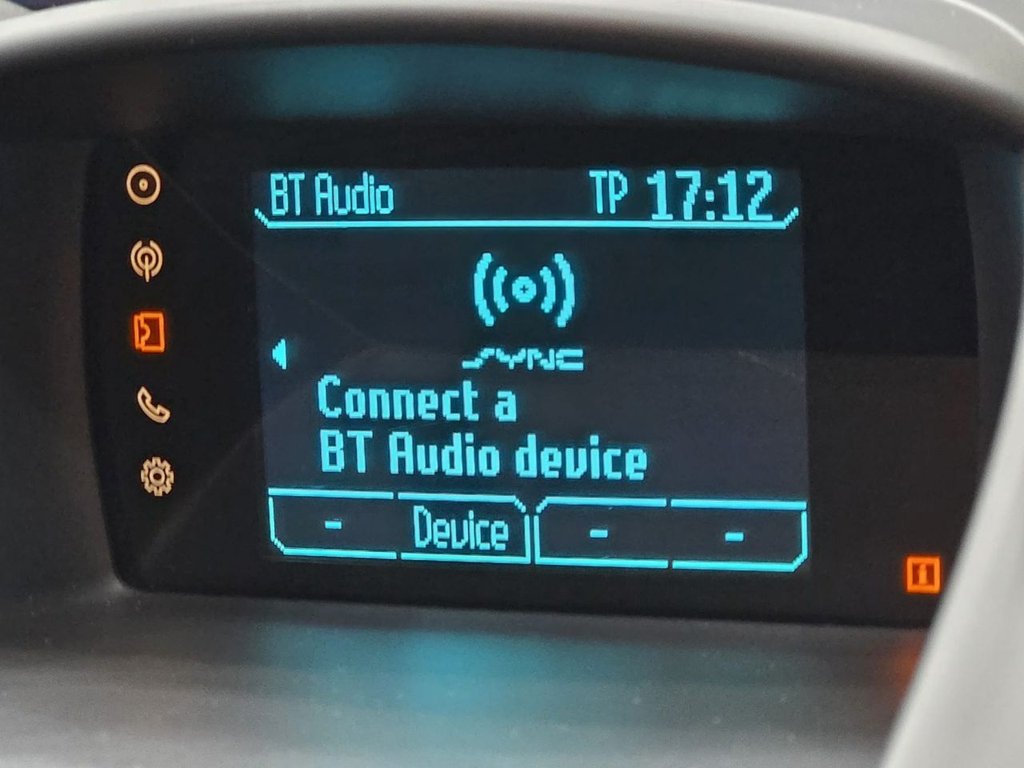 BT Audio TP 17:12
SYNC
Connect a
BT Audio device
- Device - -
i